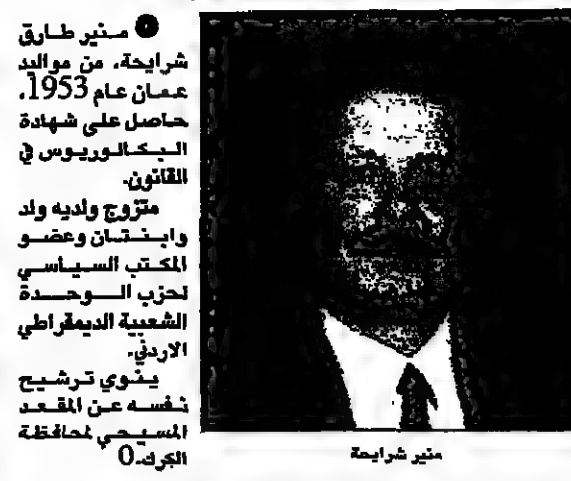 ● منير طارق
شرايحة، من مواليد
عمان عام 1953،
حاصل على شهادة
البكالوريوس في
القانون.
متزوج ولديه ولد
وابنتان وعضو
المكتب السياسي
لحزب الوحدة
الشعبية الديمقراطي
الاردني.
ينوي ترشيح
نفسه عن المقعد
المسيحي لمحافظة
الكرك.0
منير شرايحة